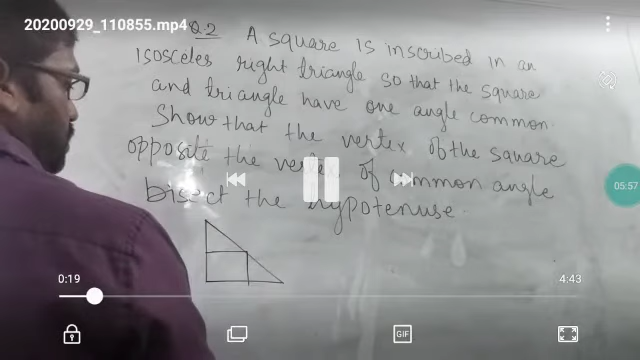 20200929_110855.mp4
Q.2 A square is inscribed in an
isosceles right triangle so that the square
and triangle have one angle common.
Show that the vertex of the square
opposite the vertex of common angle
bisect the hypotenuse.
05:57
0:19
4:43
GIF